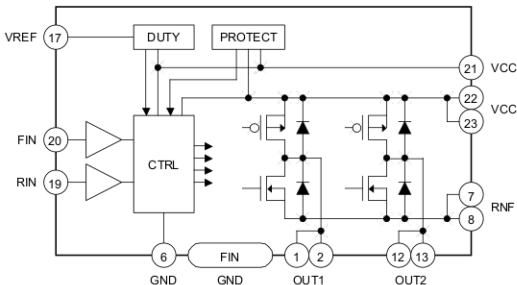 VREF 17 DUTY PROTECT
21 VCC
22 VCC
23
FIN 20
CTRL
RIN 19
7 RNF
8
6 FIN 1 2 12 13
GND GND OUT1 OUT2